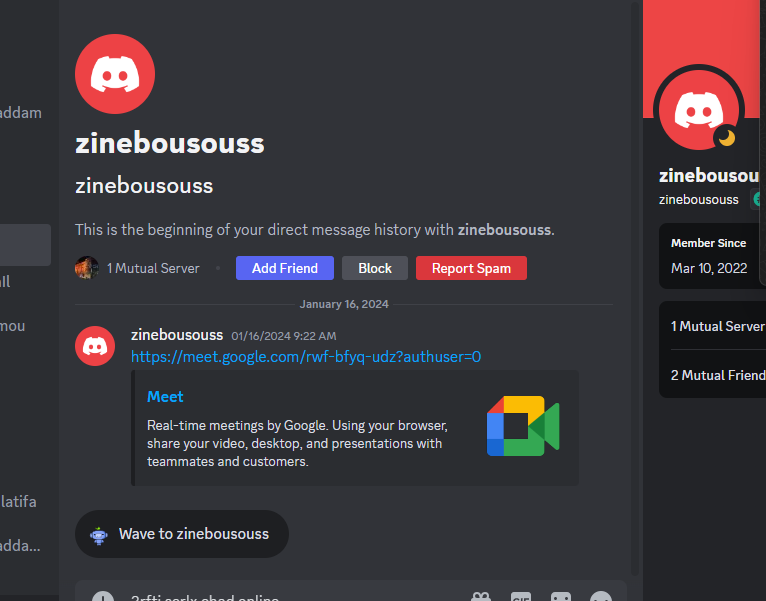 addam
zinebousouss
zinebousouss
This is the beginning of your direct message history with zinebousouss.
1 Mutual Server
Add Friend
Block
Report Spam
January 16, 2024
zinebousouss 01/16/2024 9:22 AM
https://meet.google.com/rwf-bfyq-udz?authuser=0
Meet
Real-time meetings by Google. Using your browser,
share your video, desktop, and presentations with
teammates and customers.
Wave to zinebousouss
GIF
ll
mou
latifa
adda...
zinebousou
zinebousouss
Member Since
Mar 10, 2022
1 Mutual Server
2 Mutual Friend